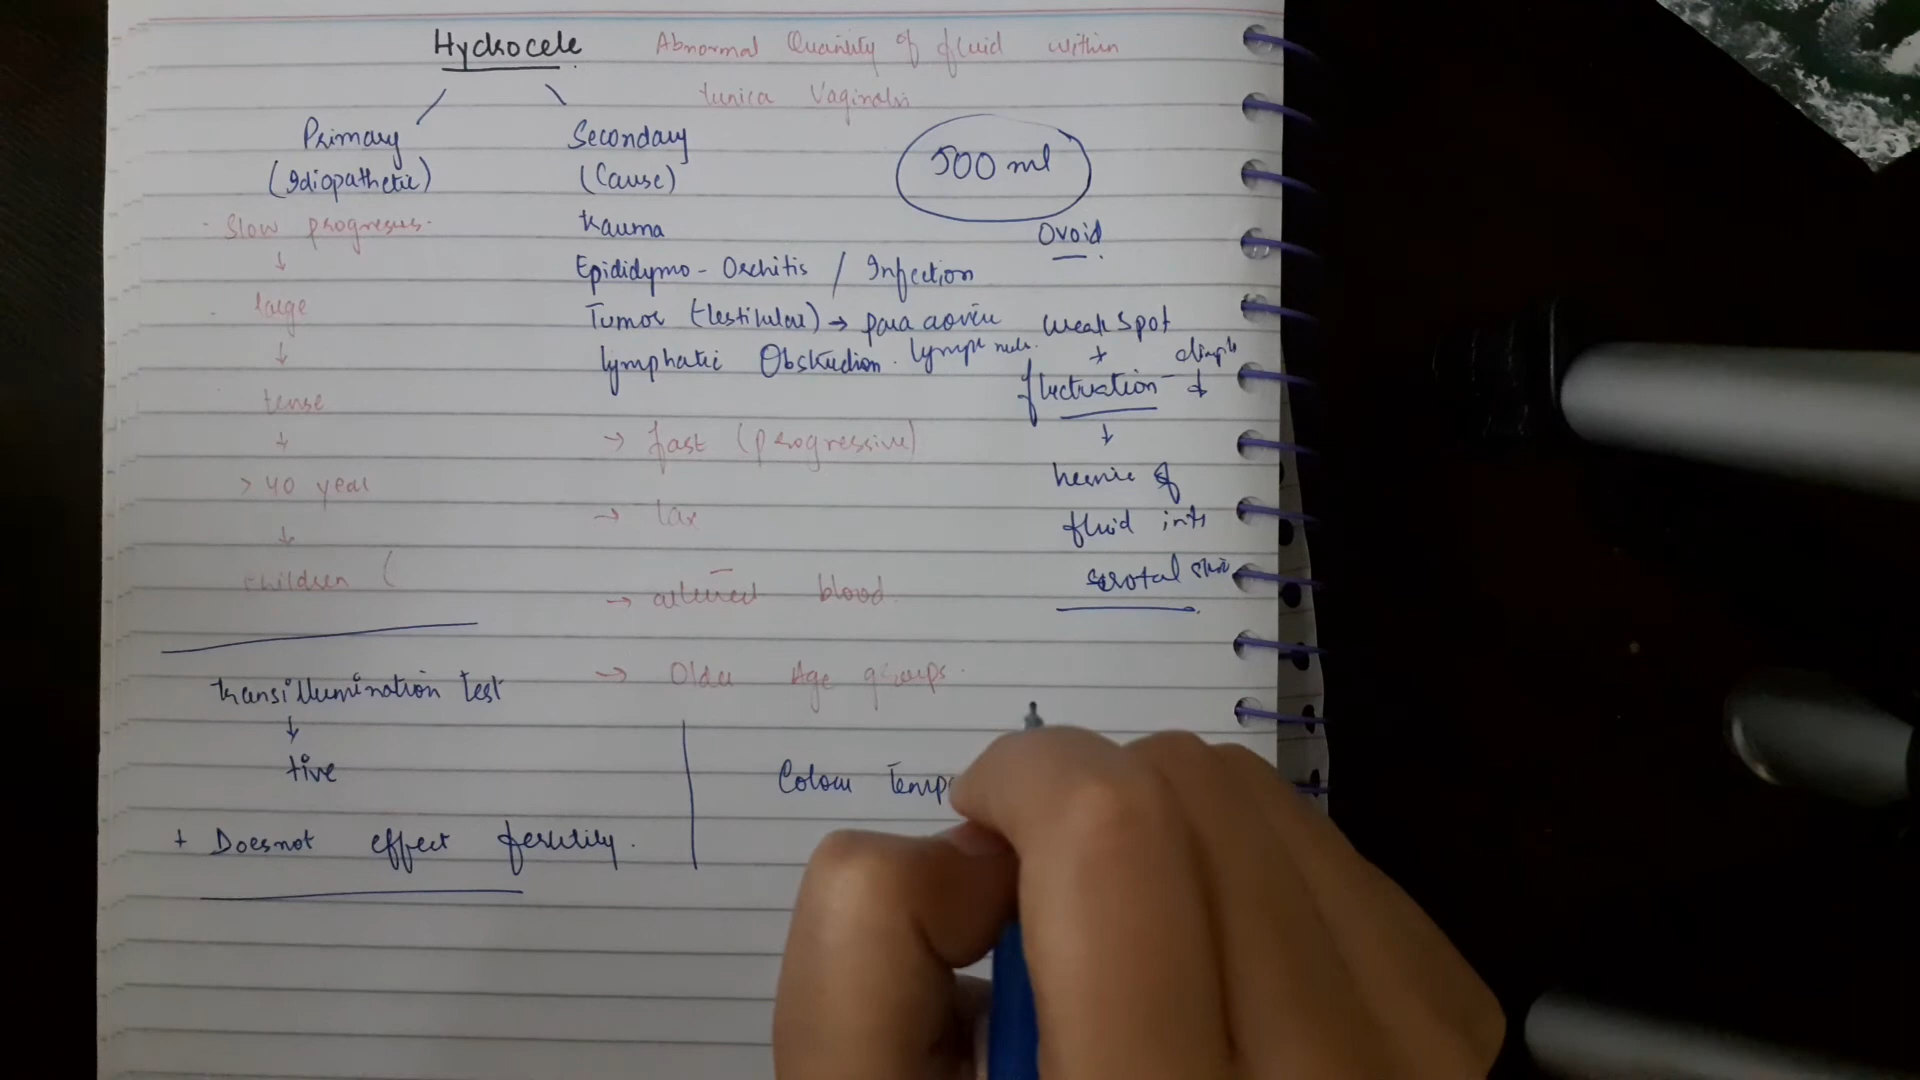 Hydrocele Abnormal Quantity of fluid within
tunica Vaginalis
Primary
(Idiopathetic)
Secondary
(Cause)
500 ml
Ovoid
Slow progresus
↓
large
↓
tense
↓
> 40 year
↓
children (
trauma
Epididymo - Orchitis / Infection
Tumor (testicular) → para aortic
lymph node.
lymphatic Obstruction.
→ fast (progressive)
→ lax
→ altered blood.
→ Older Age groups.
weak spot
↓
fluctuation - dimple
↓
hernia of
fluid into
scrotal skin
transillumination test
↓
+ive
+ Doesnot effect fertility.
Colour Temp